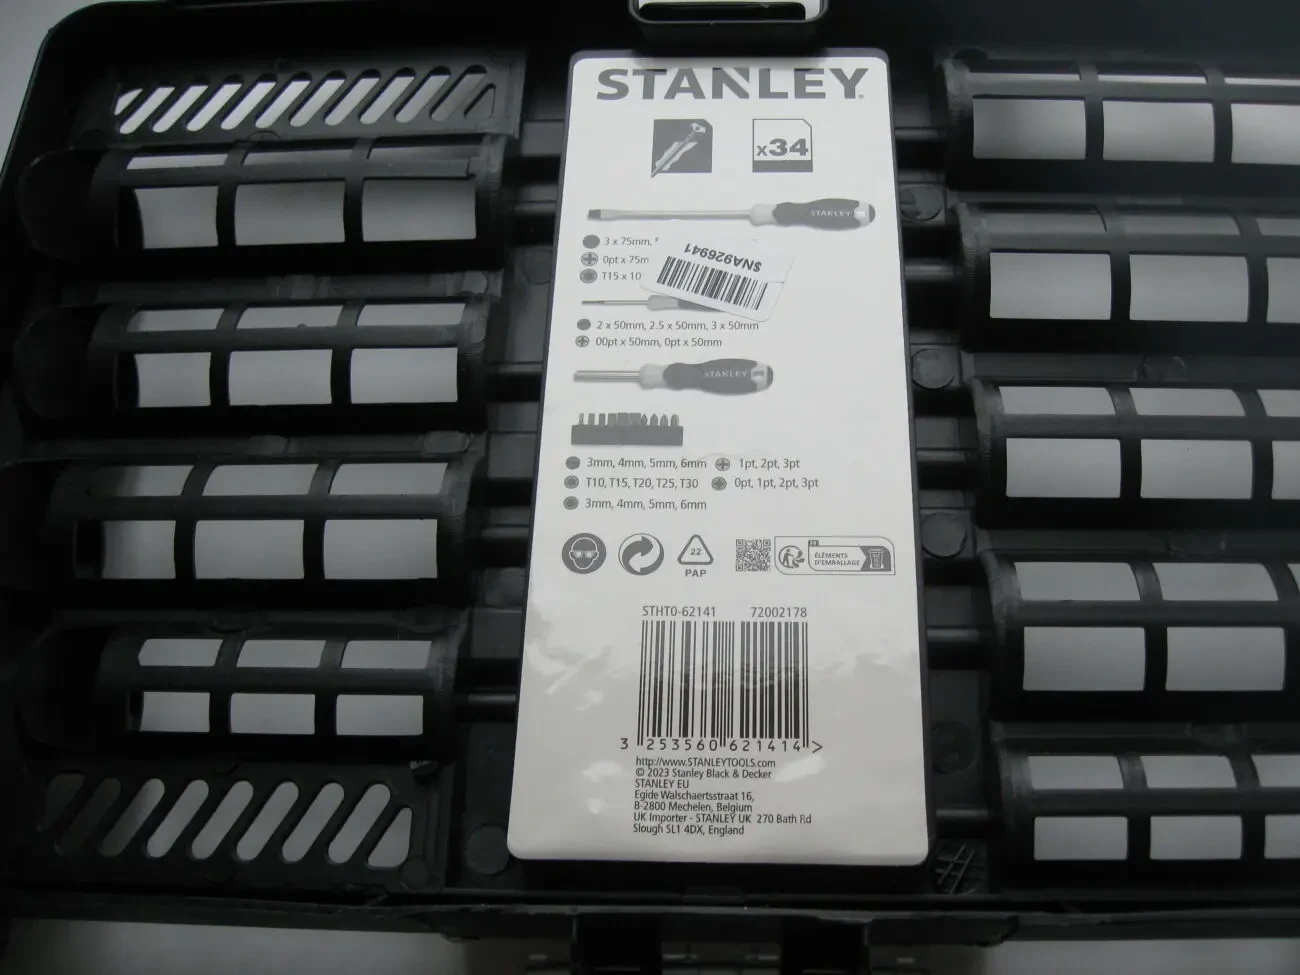 STANLEY
x34
STANLEY
3 x 75mm,
0pt x 75m
T15 x 10
$NA926941
2 x 50mm, 2.5 x 50mm, 3 x 50mm
00pt x 50mm, 0pt x 50mm
STANLEY
3mm, 4mm, 5mm, 6mm 1pt, 2pt, 3pt
T10, T15, T20, T25, T30 0pt, 1pt, 2pt, 3pt
3mm, 4mm, 5mm, 6mm
22
PAP
FR
ÉLÉMENTS
D'EMBALLAGE
STHT0-62141 72002178
3 253560 621414 >
http://www.STANLEYTOOLS.com
© 2023 Stanley Black & Decker
STANLEY EU
Egide Walschaertsstraat 16,
B-2800 Mechelen, Belgium
UK Importer - STANLEY UK 270 Bath Rd
Slough SL1 4DX, England